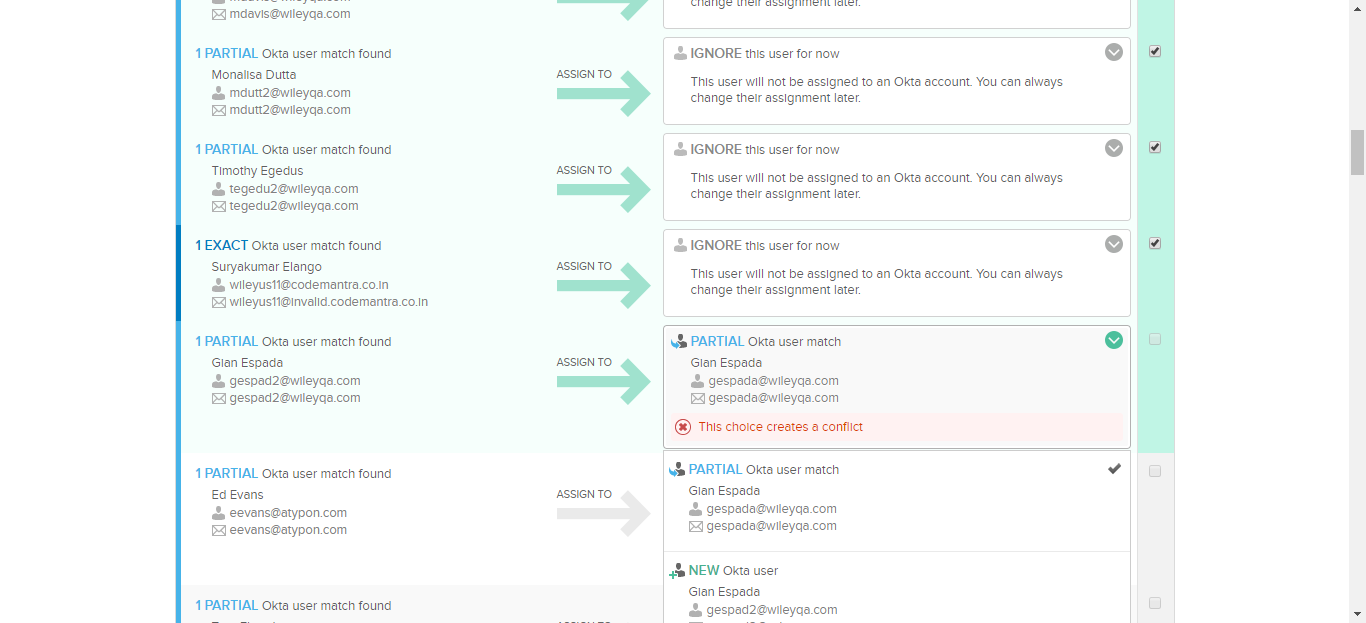 mdavis@wileyqa.com
change their assignment later.
1 PARTIAL Okta user match found
Monalisa Dutta
mdutt2@wileyqa.com
mdutt2@wileyqa.com
ASSIGN TO
IGNORE this user for now
This user will not be assigned to an Okta account. You can always
change their assignment later.
1 PARTIAL Okta user match found
Timothy Egedus
tegedu2@wileyqa.com
tegedu2@wileyqa.com
ASSIGN TO
IGNORE this user for now
This user will not be assigned to an Okta account. You can always
change their assignment later.
1 EXACT Okta user match found
Suryakumar Elango
wileyus11@codemantra.co.in
wileyus11@invalid.codemantra.co.in
ASSIGN TO
IGNORE this user for now
This user will not be assigned to an Okta account. You can always
change their assignment later.
1 PARTIAL Okta user match found
Gian Espada
gespad2@wileyqa.com
gespad2@wileyqa.com
ASSIGN TO
PARTIAL Okta user match
Gian Espada
gespada@wileyqa.com
gespada@wileyqa.com
This choice creates a conflict
1 PARTIAL Okta user match found
Ed Evans
eevans@atypon.com
eevans@atypon.com
ASSIGN TO
PARTIAL Okta user match
Gian Espada
gespada@wileyqa.com
gespada@wileyqa.com
NEW Okta user
Gian Espada
gespad2@wileyqa.com
1 PARTIAL Okta user match found